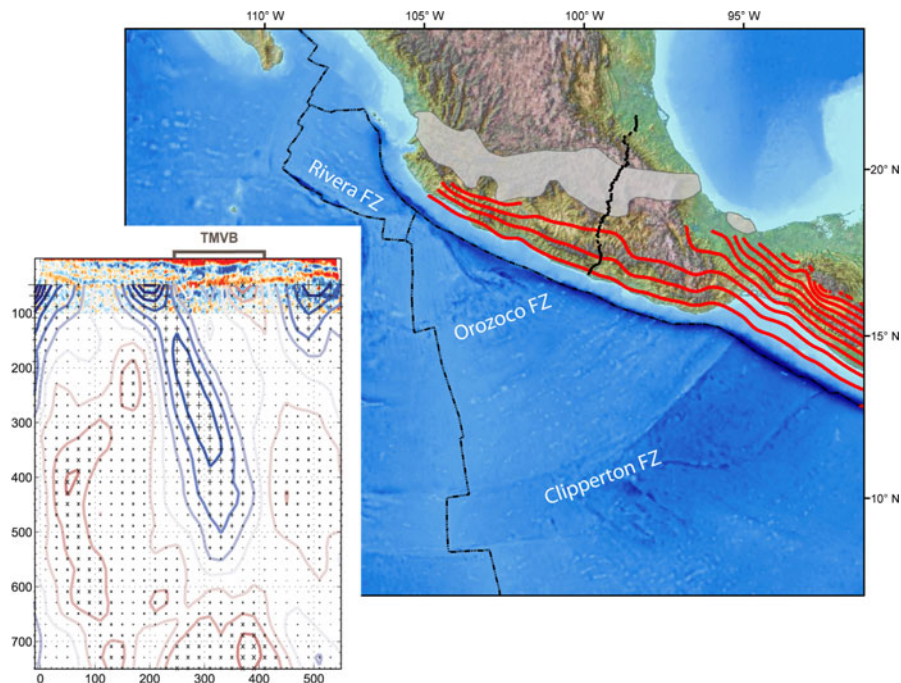 110° W 105° W 100° W 95° W
20° N
Rivera FZ
TMVB
Orozoco FZ
15° N
Clipperton FZ
10° N
100
200
300
400
500
600
700
0 100 200 300 400 500